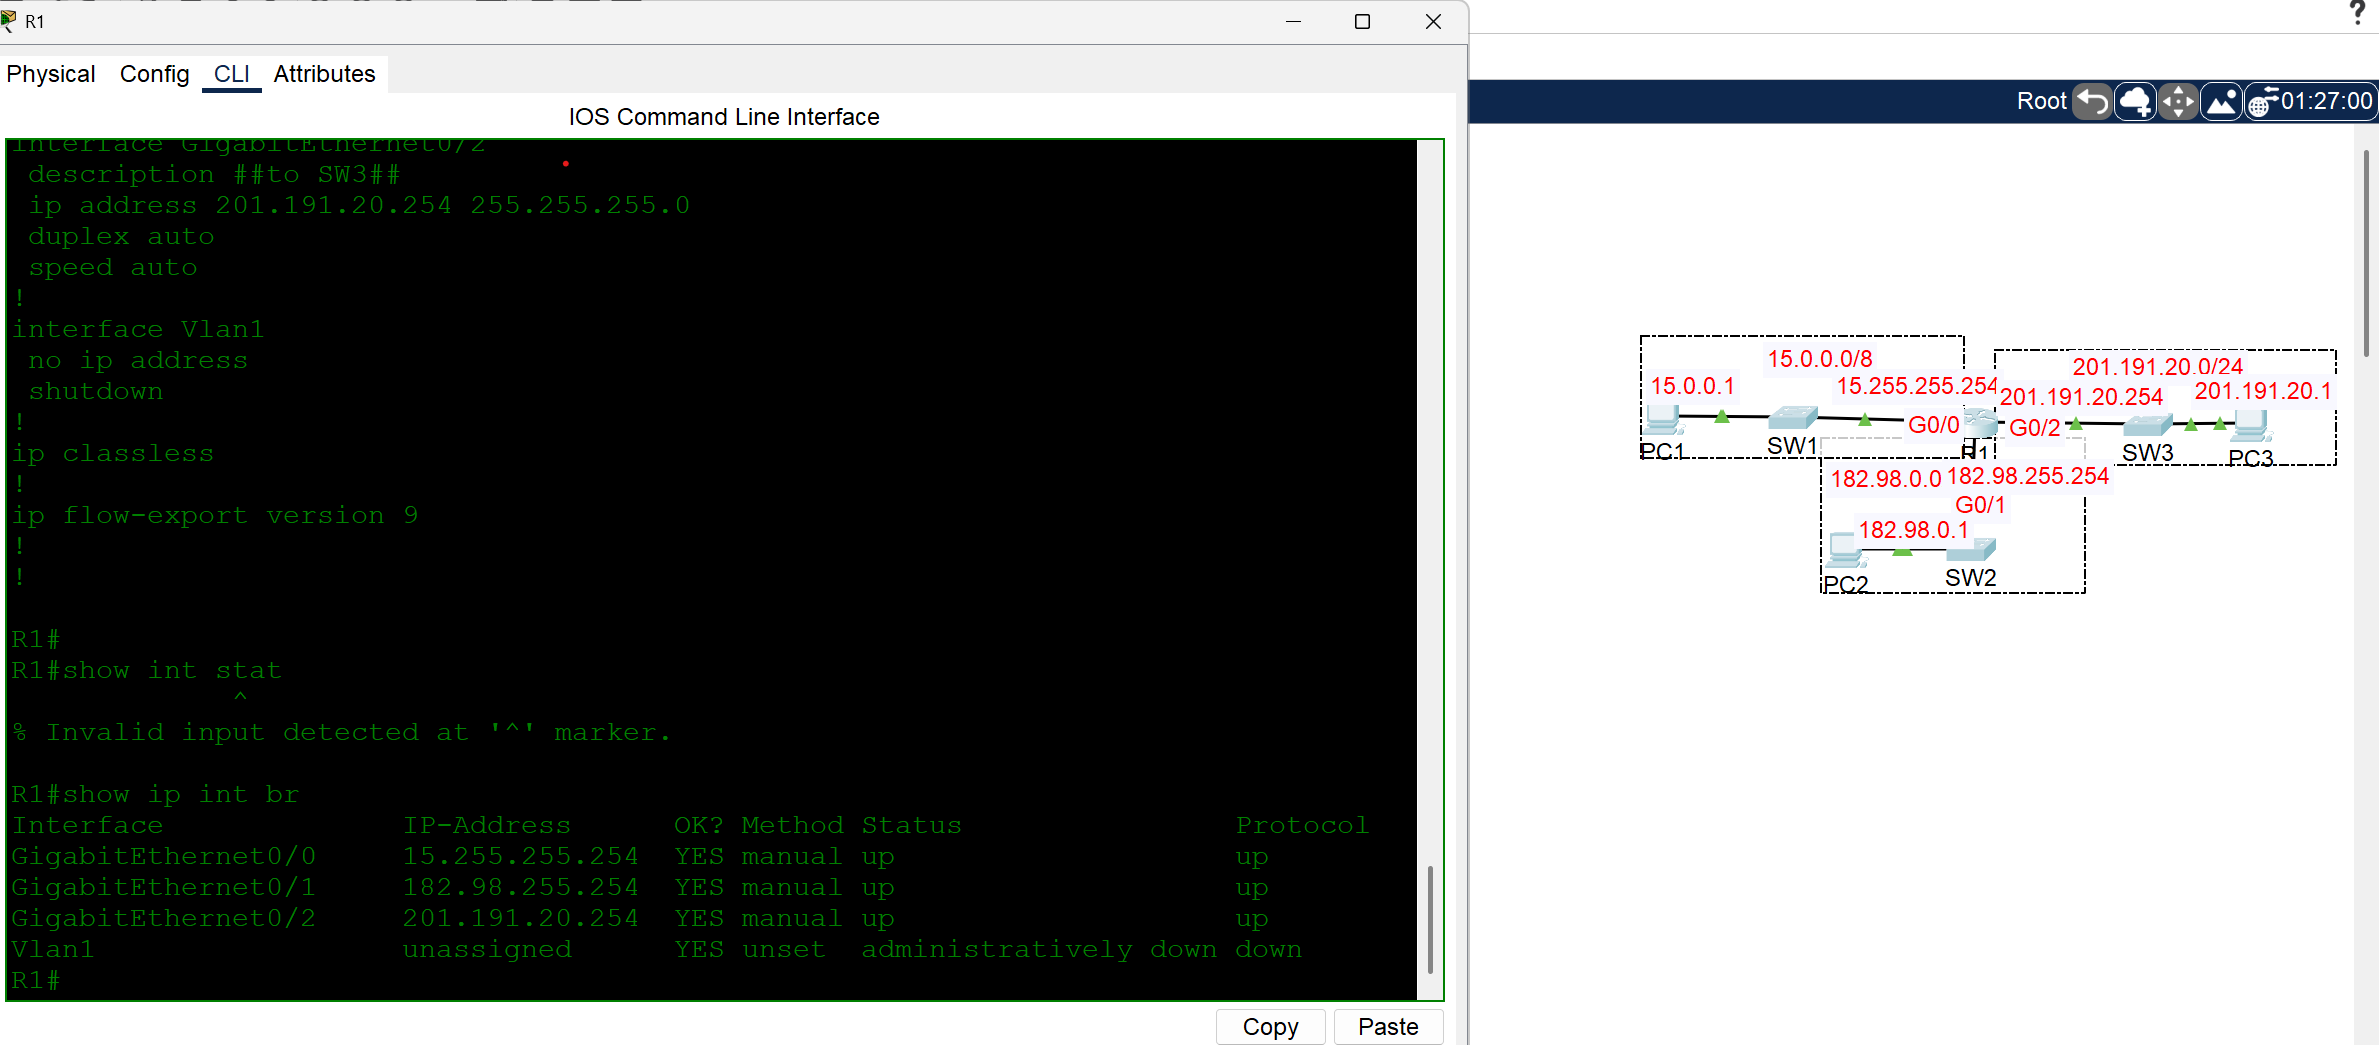 R1
Physical Config CLI Attributes
IOS Command Line Interface
interface GigabitEthernet0/2
description ##to SW3##
ip address 201.191.20.254 255.255.255.0
duplex auto
speed auto
!
interface Vlan1
no ip address
shutdown
!
ip classless
!
ip flow-export version 9
!
!
R1#
R1#show int stat
^
% Invalid input detected at '^' marker.
R1#show ip int br
Interface IP-Address OK? Method Status Protocol
GigabitEthernet0/0 15.255.255.254 YES manual up up
GigabitEthernet0/1 182.98.255.254 YES manual up up
GigabitEthernet0/2 201.191.20.254 YES manual up up
Vlan1 unassigned YES unset administratively down down
R1#
Copy Paste
?
Root 01:27:00
15.0.0.0/8
15.0.0.1 15.255.255.254
G0/0
PC1 SW1 R1
201.191.20.0/24
201.191.20.254 201.191.20.1
G0/2
SW3 PC3
182.98.0.0 182.98.255.254
G0/1
182.98.0.1
PC2 SW2